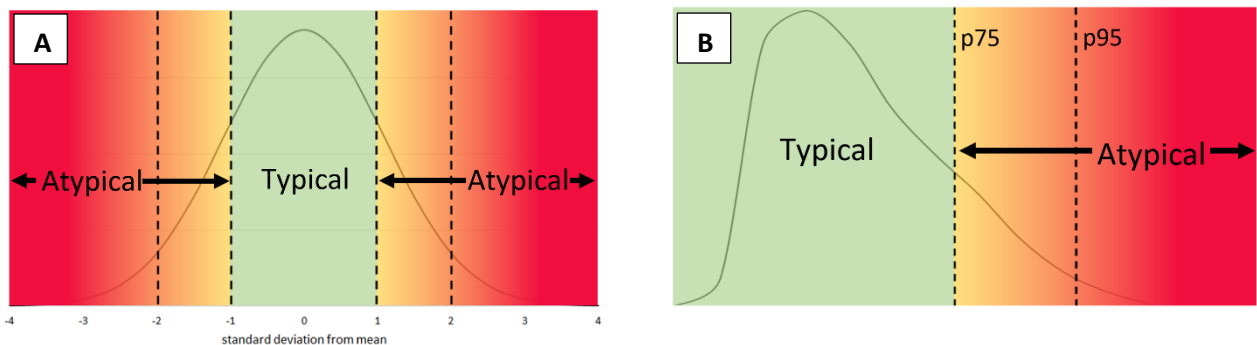 A
Atypical
Typical
Atypical
-4 -3 -2 -1 0 1 2 3 4
standard deviation from mean
B
p75
p95
Typical
Atypical